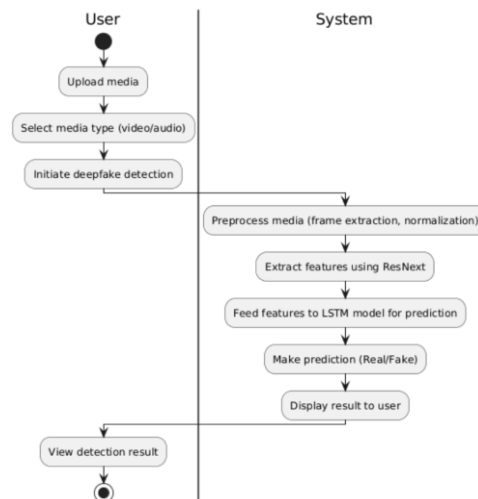 User
System
Upload media
Select media type (video/audio)
Initiate deepfake detection
Preprocess media (frame extraction, normalization)
Extract features using ResNext
Feed features to LSTM model for prediction
Make prediction (Real/Fake)
Display result to user
View detection result